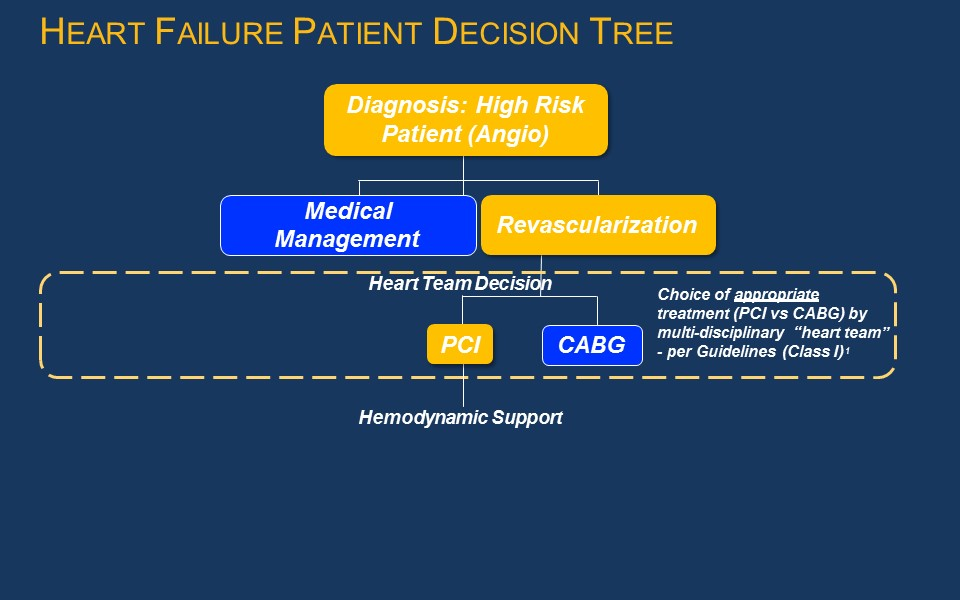 HEART FAILURE PATIENT DECISION TREE
Diagnosis: High Risk
Patient (Angio)
Medical
Management
Revascularization
Heart Team Decision
PCI
CABG
Choice of appropriate
treatment (PCI vs CABG) by
multi-disciplinary “heart team”
- per Guidelines (Class I)¹
Hemodynamic Support